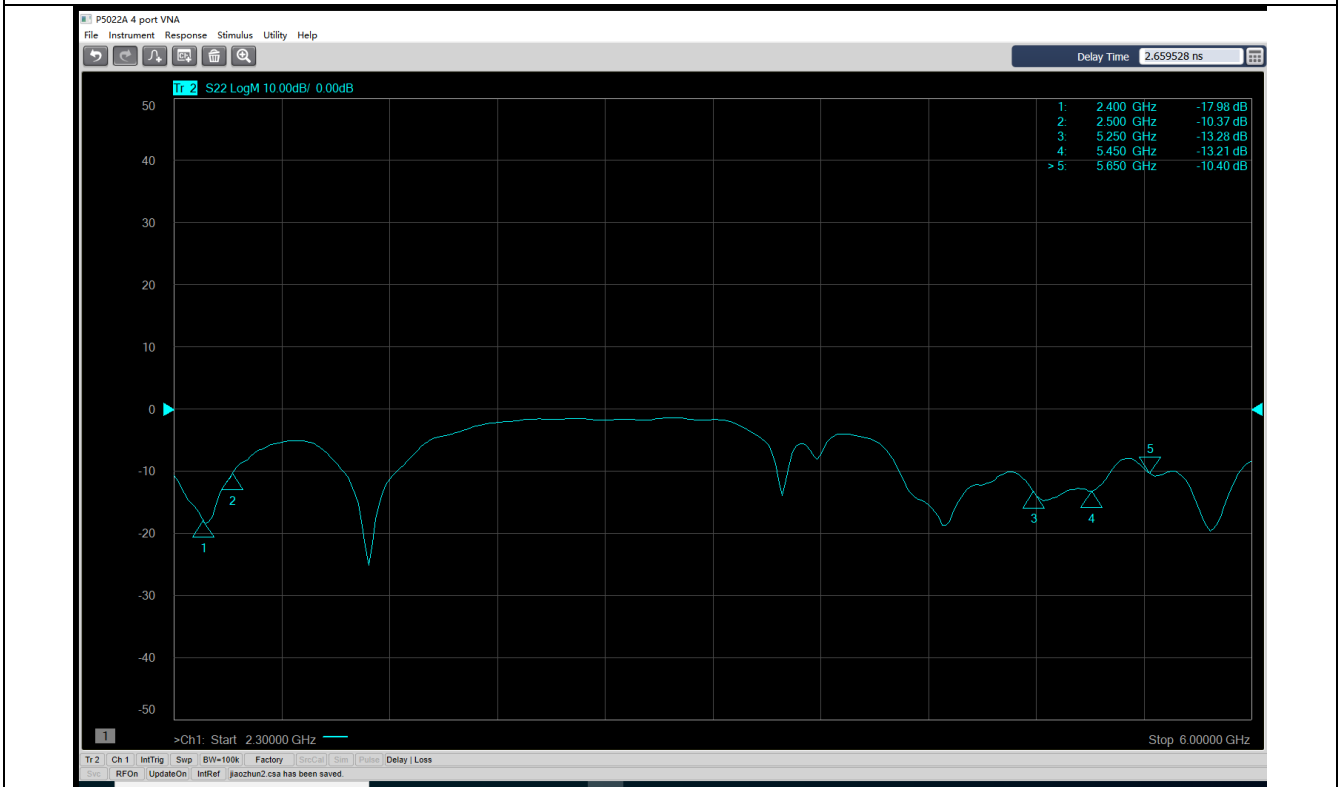 P5022A 4 port VNA
File Instrument Response Stimulus Utility Help
Delay Time 2.659528 ns
Tr 2 S22 LogM 10.00dB/ 0.00dB
1: 2.400 GHz -17.98 dB
2: 2.500 GHz -10.37 dB
3: 5.250 GHz -13.28 dB
4: 5.450 GHz -13.21 dB
> 5: 5.650 GHz -10.40 dB
50
40
30
20
10
0
-10
-20
-30
-40
-50
1
2
3
4
5
1
>Ch1: Start 2.30000 GHz
Stop 6.00000 GHz
Tr 2 Ch 1 IntTrig Swp BW=100k Factory SrcCal Sim Pulse Delay | Loss
Svc RFOn UpdateOn IntRef jiaozhun2.csa has been saved.